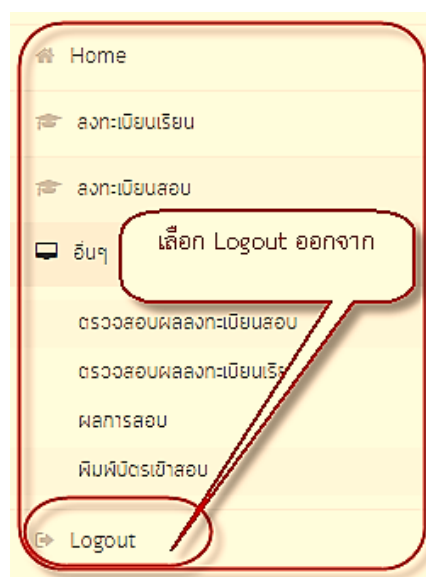 Home
ลงทะเบียนเรียน
ลงทะเบียนสอบ
อื่นๆ
เลือก Logout ออกจาก
ตรวจสอบผลลงทะเบียนสอบ
ตรวจสอบผลลงทะเบียนเรีย
ผลการสอบ
พิมพ์บัตรเข้าสอบ
Logout